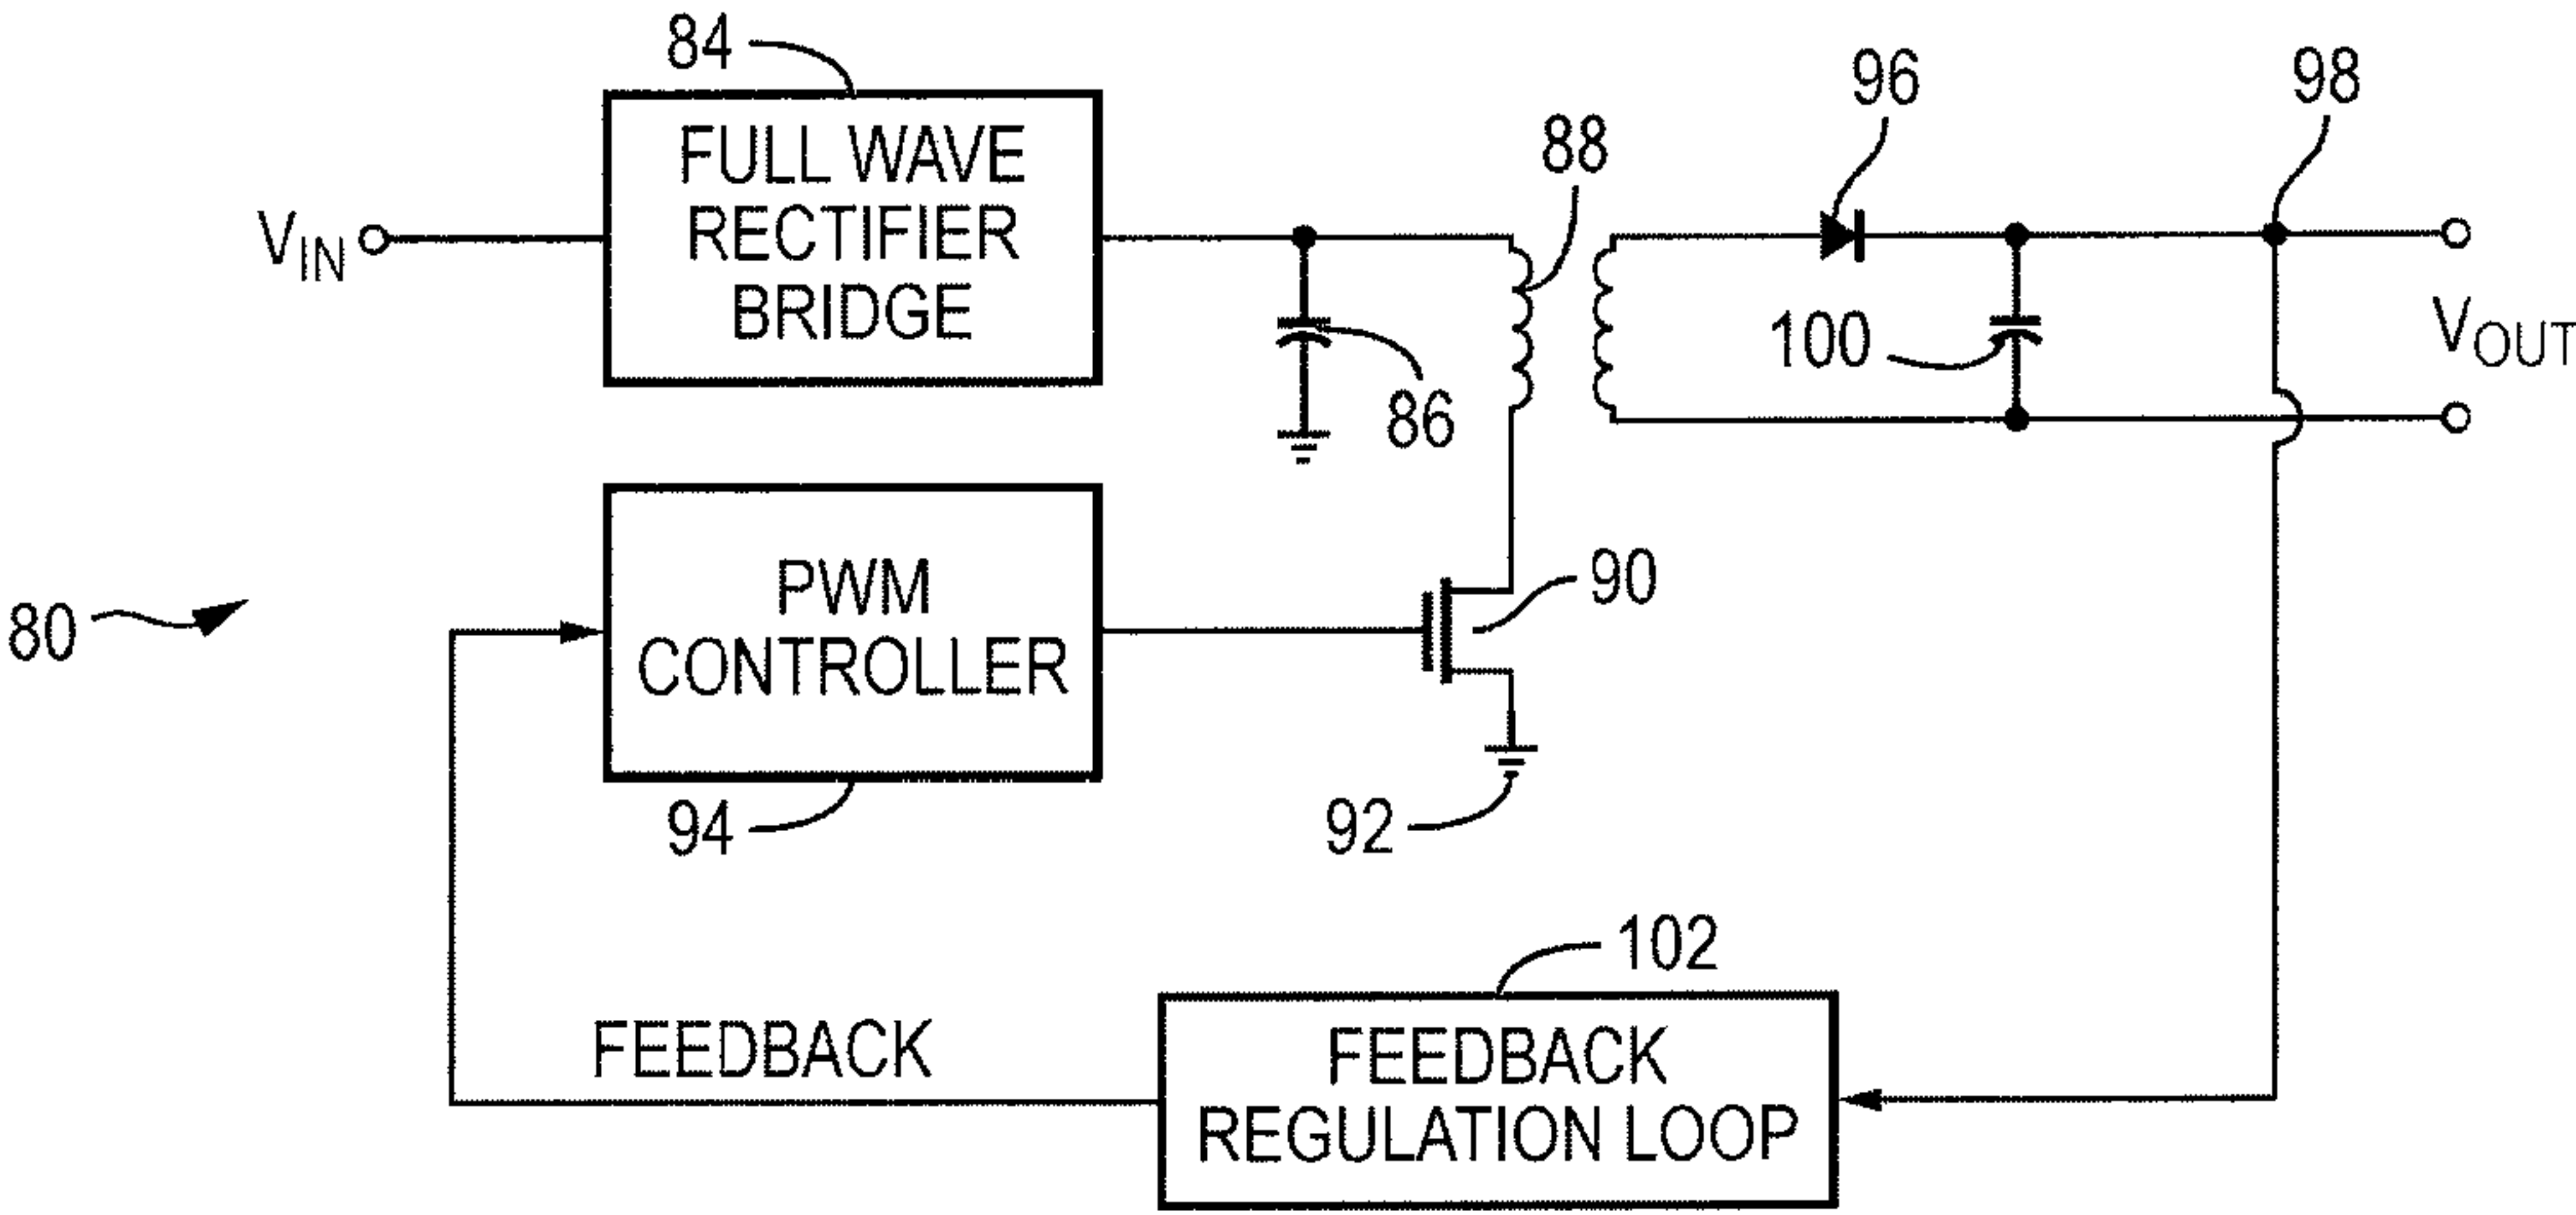 84
FULL WAVE
RECTIFIER
BRIDGE
VIN
86
88
96
98
100
VOUT
80
PWM
CONTROLLER
94
90
92
102
FEEDBACK
FEEDBACK
REGULATION LOOP